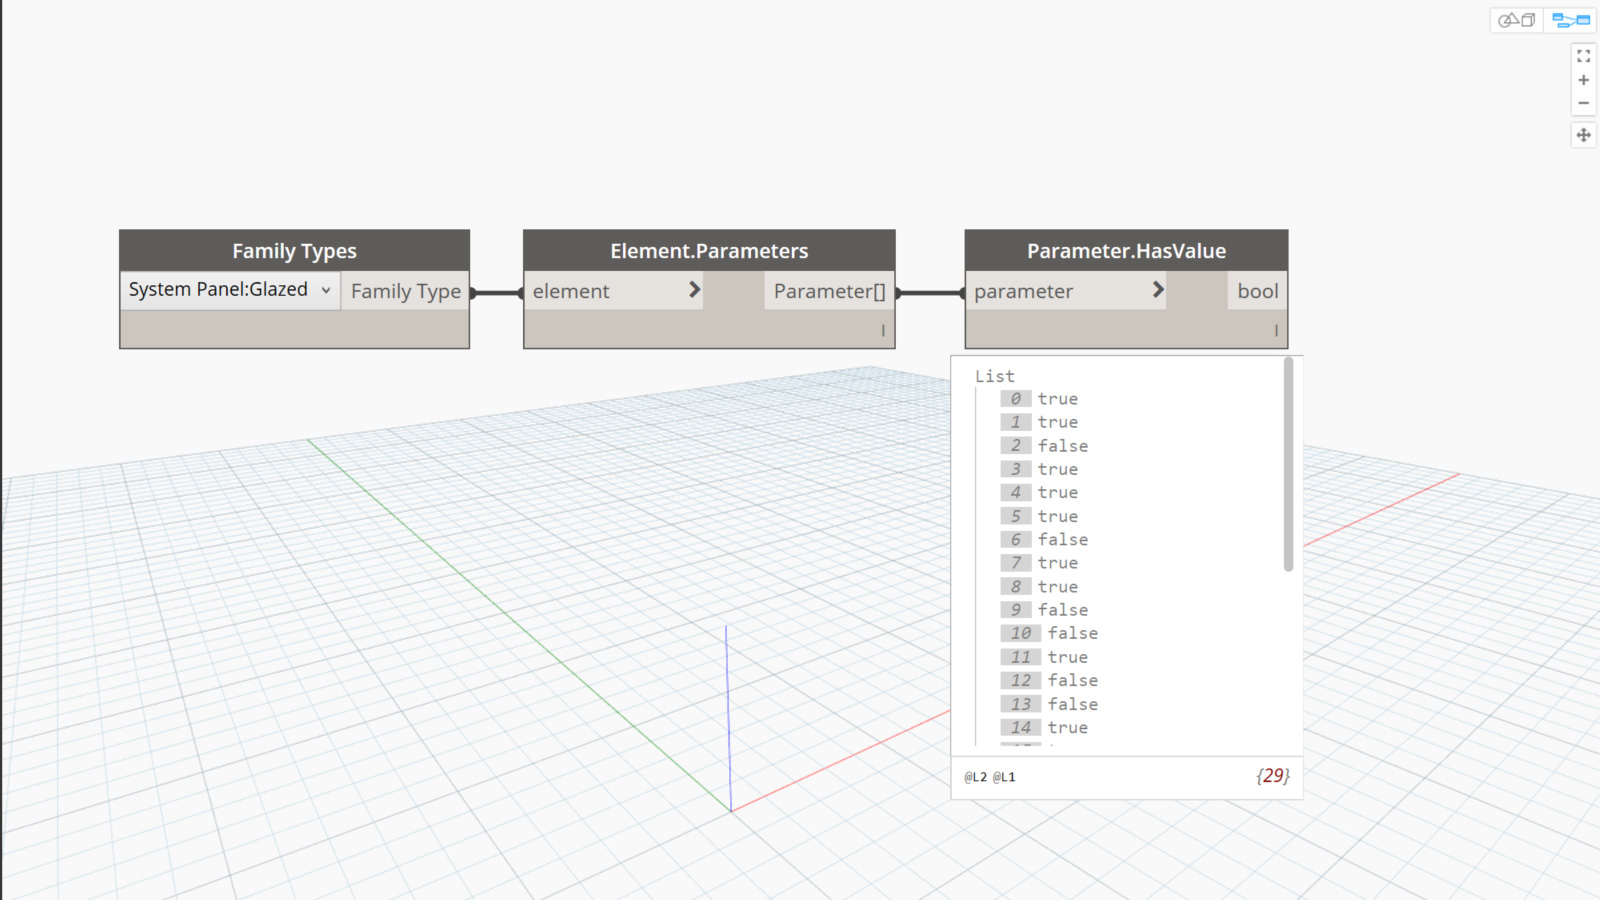 Family Types
System Panel:Glazed
Family Type
Element.Parameters
element
Parameter[]
Parameter.HasValue
parameter
bool
List
0 true
1 true
2 false
3 true
4 true
5 true
6 false
7 true
8 true
9 false
10 false
11 true
12 false
13 false
14 true
@L2 @L1
{29}